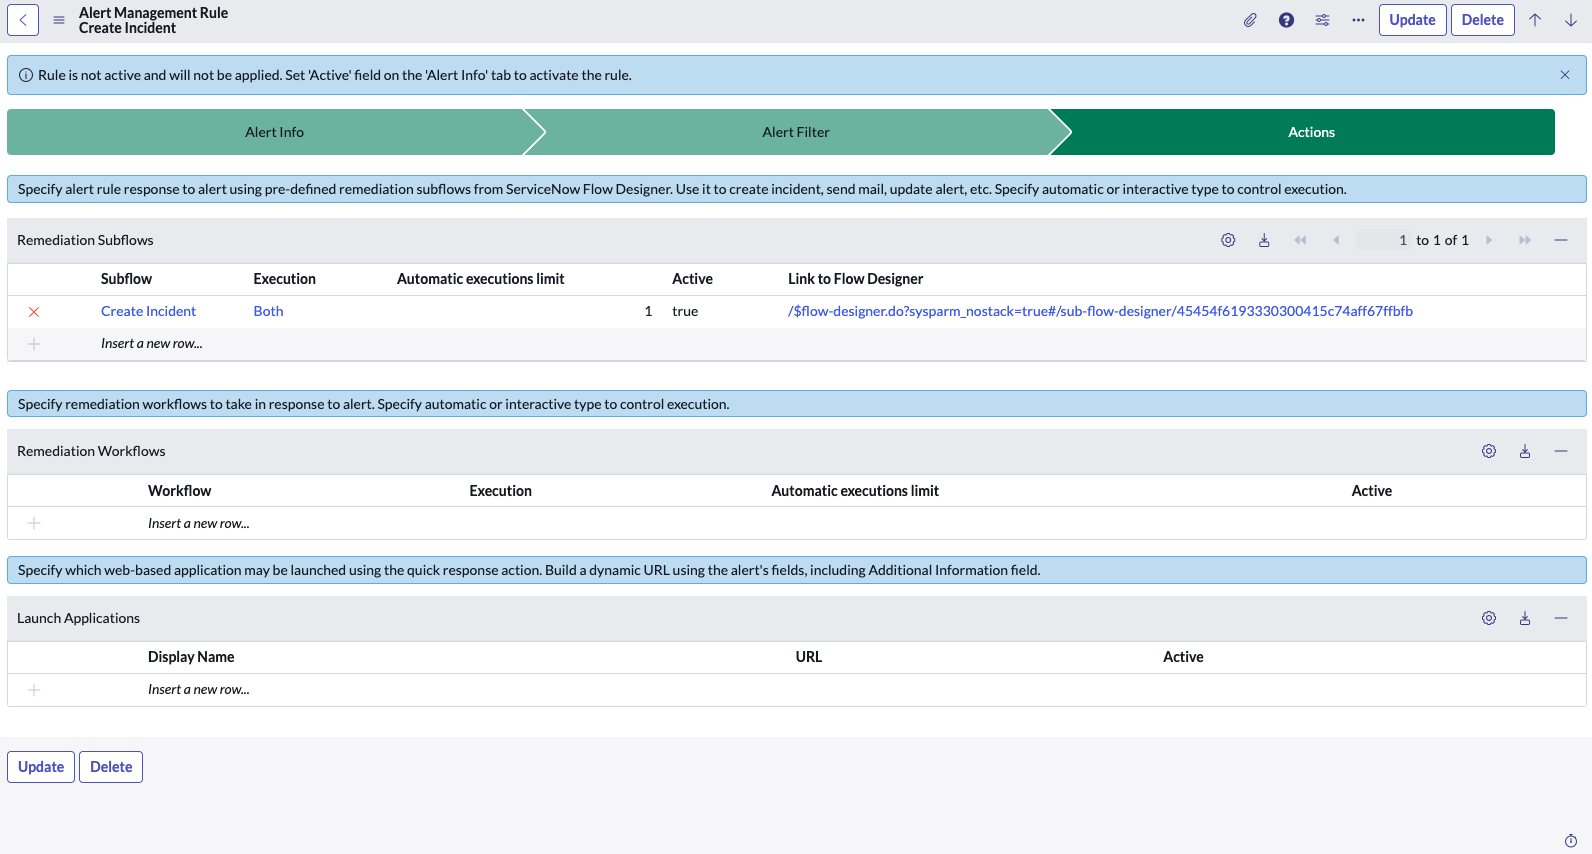 Alert Management Rule
Create Incident
Update
Delete
Rule is not active and will not be applied. Set 'Active' field on the 'Alert Info' tab to activate the rule.
Alert Info
Alert Filter
Actions
Specify alert rule response to alert using pre-defined remediation subflows from ServiceNow Flow Designer. Use it to create incident, send mail, update alert, etc. Specify automatic or interactive type to control execution.
Remediation Subflows
1 to 1 of 1
Subflow Execution Automatic executions limit Active Link to Flow Designer
Create Incident Both 1 true /$flow-designer.do?sysparm_nostack=true#/sub-flow-designer/45454f6193330300415c74aff67ffbfb
Insert a new row...
Specify remediation workflows to take in response to alert. Specify automatic or interactive type to control execution.
Remediation Workflows
Workflow Execution Automatic executions limit Active
Insert a new row...
Specify which web-based application may be launched using the quick response action. Build a dynamic URL using the alert's fields, including Additional Information field.
Launch Applications
Display Name URL Active
Insert a new row...
Update
Delete